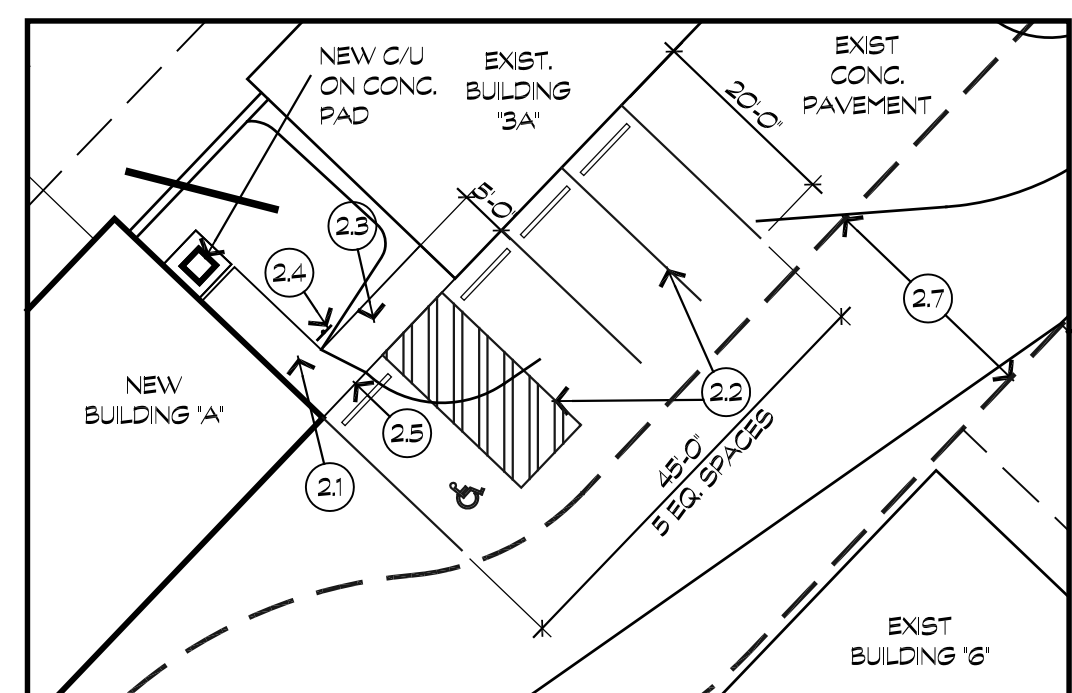 NEW C/U
ON CONC.
PAD
EXIST.
BUILDING
"3A"
EXIST
CONC.
PAVEMENT
20'-0"
5'-0"
2.3
2.4
2.7
NEW
BUILDING "A"
2.2
2.5
2.1
45'-0"
5 EQ. SPACES
EXIST
BUILDING "6"